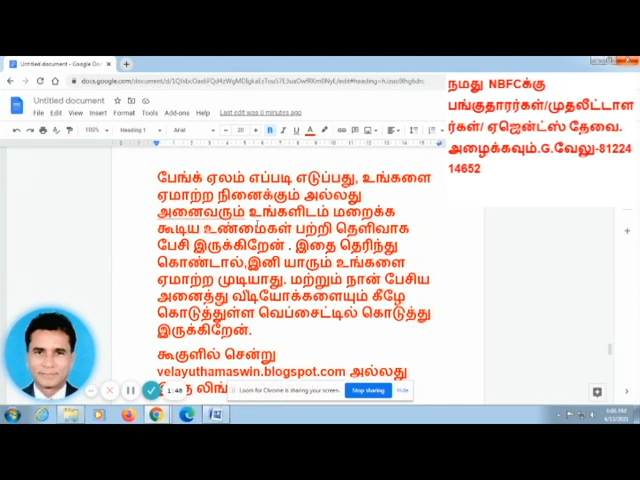 Untitled document - Google Doc
Untitled document
File Edit View Insert Format Tools Add-ons Help Last edit was 0 minutes ago
100% Heading 1 Arial 20 B I U A
நமது NBFCக்கு
பங்குதாரர்கள்/முதலீட்டாள
ர்கள்/ ஏஜென்ட்ஸ் தேவை.
அழைக்கவும்.G.வேலு-81224
14652
பேங்க் ஏலம் எப்படி எடுப்பது, உங்களை
ஏமாற்ற நினைக்கும் அல்லது
அனைவரும் உங்களிடம் மறைக்க
கூடிய உண்மைகள் பற்றி தெளிவாக
பேசி இருக்கிறேன் . இதை தெரிந்து
கொண்டால்,இனி யாரும் உங்களை
ஏமாற்ற முடியாது. மற்றும் நான் பேசிய
அனைத்து வீடியோக்களையும் கீழே
கொடுத்துள்ள வெப்சைட்டில் கொடுத்து
இருக்கிறேன்.
கூகுளில் சென்று
velayuthamaswin.blogspot.com அல்லது
1:48
Loom for Chrome is sharing your screen. Stop sharing Hide